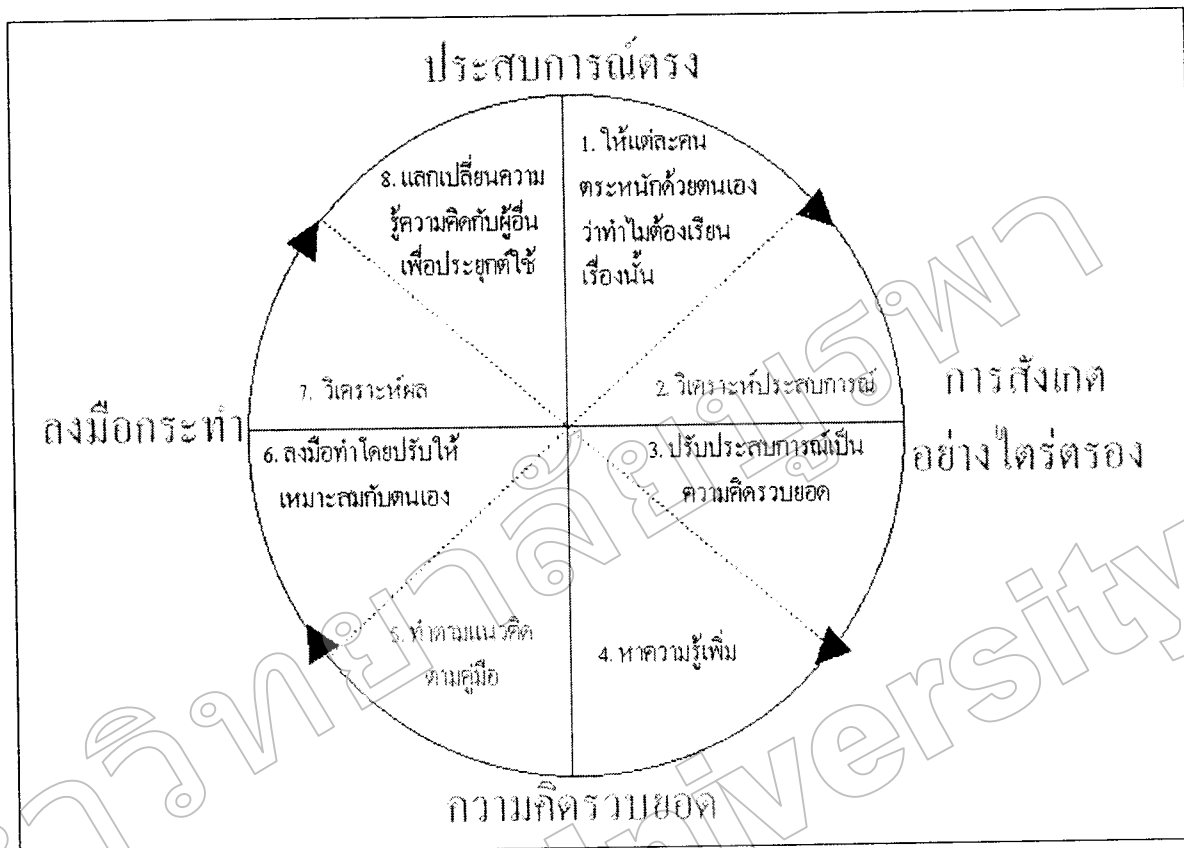 ประสบการณ์ตรง
1. ให้แต่ละคน
ตระหนักด้วยตนเอง
ว่าทำไมต้องเรียน
เรื่องนั้น
2. วิเคราะห์ประสบการณ์
การสังเกต
อย่างไตร่ตรอง
3. ปรับประสบการณ์เป็น
ความคิดรวบยอด
4. หาความรู้เพิ่ม
ความคิดรวบยอด
5. ทำตามแนวคิด
ตามคู่มือ
6. ลงมือทำโดยปรับให้
เหมาะสมกับตนเอง
ลงมือกระทำ
7. วิเคราะห์ผล
8. แลกเปลี่ยนความ
รู้ความคิดกับผู้อื่น
เพื่อประยุกต์ใช้
วิทยาลัยบูรพา
University